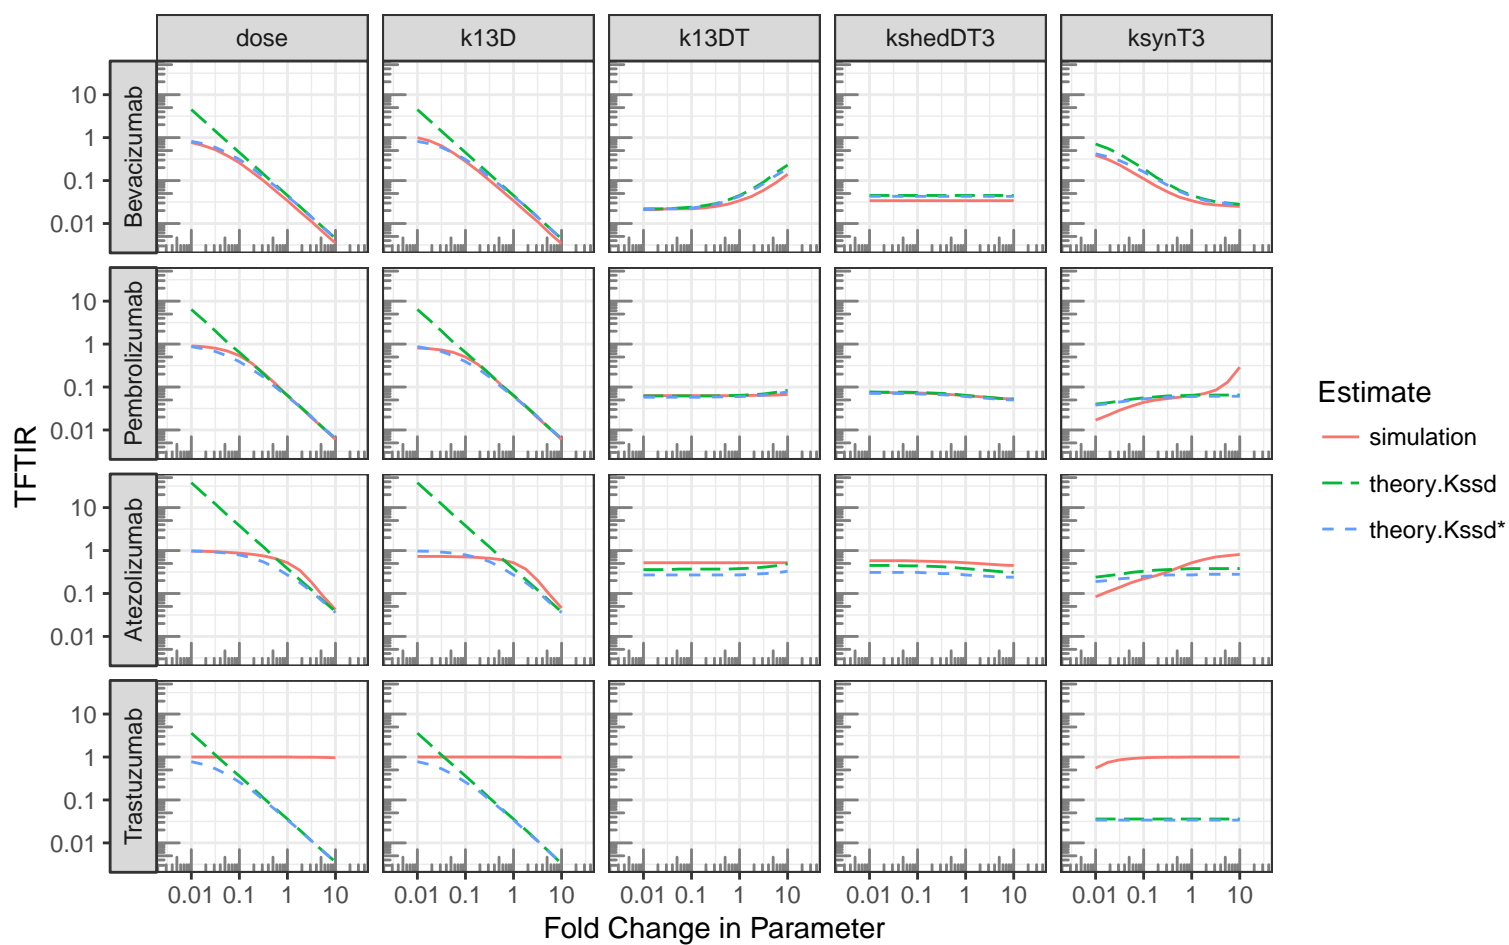 dose k13D k13DT kshedDT3 ksynT3
Bevacizumab
10
1
0.1
0.01
Pembrolizumab
10
1
0.1
0.01
Atezolizumab
10
1
0.1
0.01
Trastuzumab
10
1
0.1
0.01
TFTIR
0.01 0.1 1 10 0.01 0.1 1 10 0.01 0.1 1 10 0.01 0.1 1 10 0.01 0.1 1 10
Fold Change in Parameter
Estimate
simulation
theory.Kssd
theory.Kssd*